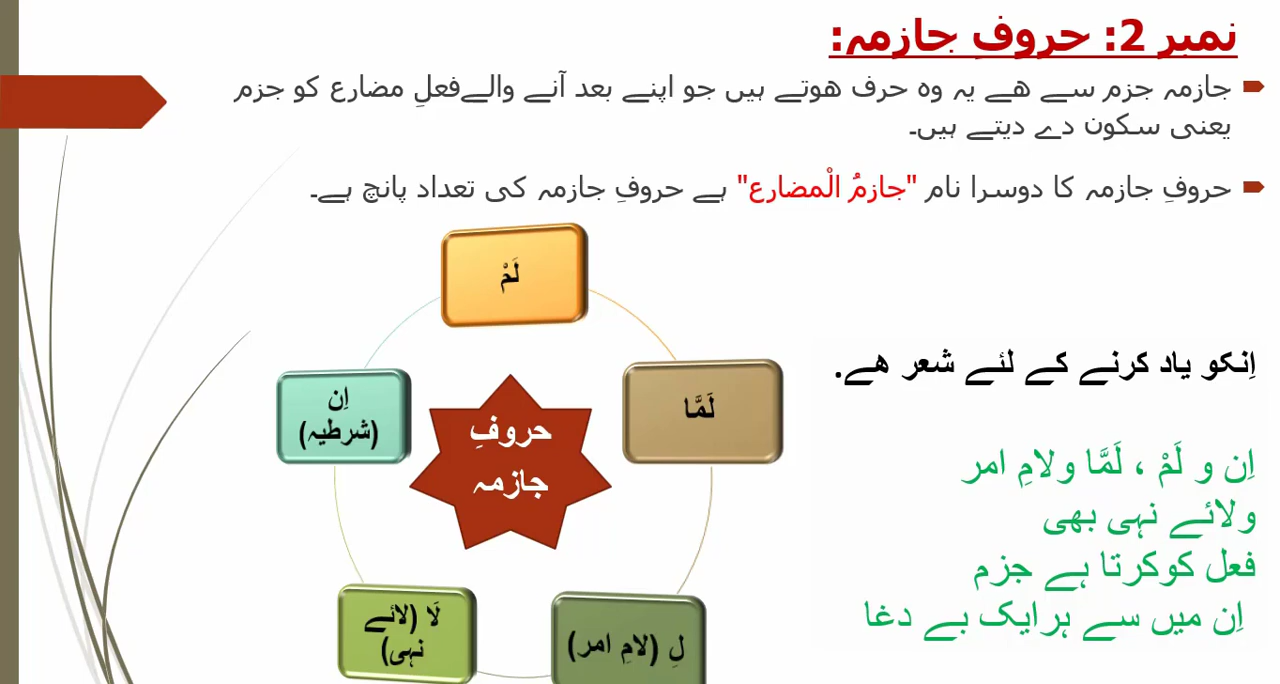 نمبر 2: حروفِ جازمہ:
جازمہ جزم سے ھے یہ وہ حرف ھوتے ہیں جو اپنے بعد آنے والےفعلِ مضارع کو جزم
یعنی سکون دے دیتے ہیں۔
حروفِ جازمہ کا دوسرا نام "جازمُ الْمضارع" ہے حروفِ جازمہ کی تعداد پانچ ہے۔
لَمْ
لَمَّا
لِ (لامِ امر)
لَا (لائے
نہی)
اِن
(شرطیہ)
حروفِ
جازمہ
اِنکو یاد کرنے کے لئے شعر ھے.
اِن و لَمْ ، لَمَّا ولامِ امر
ولائے نہی بھی
فعل کوکرتا ہے جزم
اِن میں سے ہرایک بے دغا